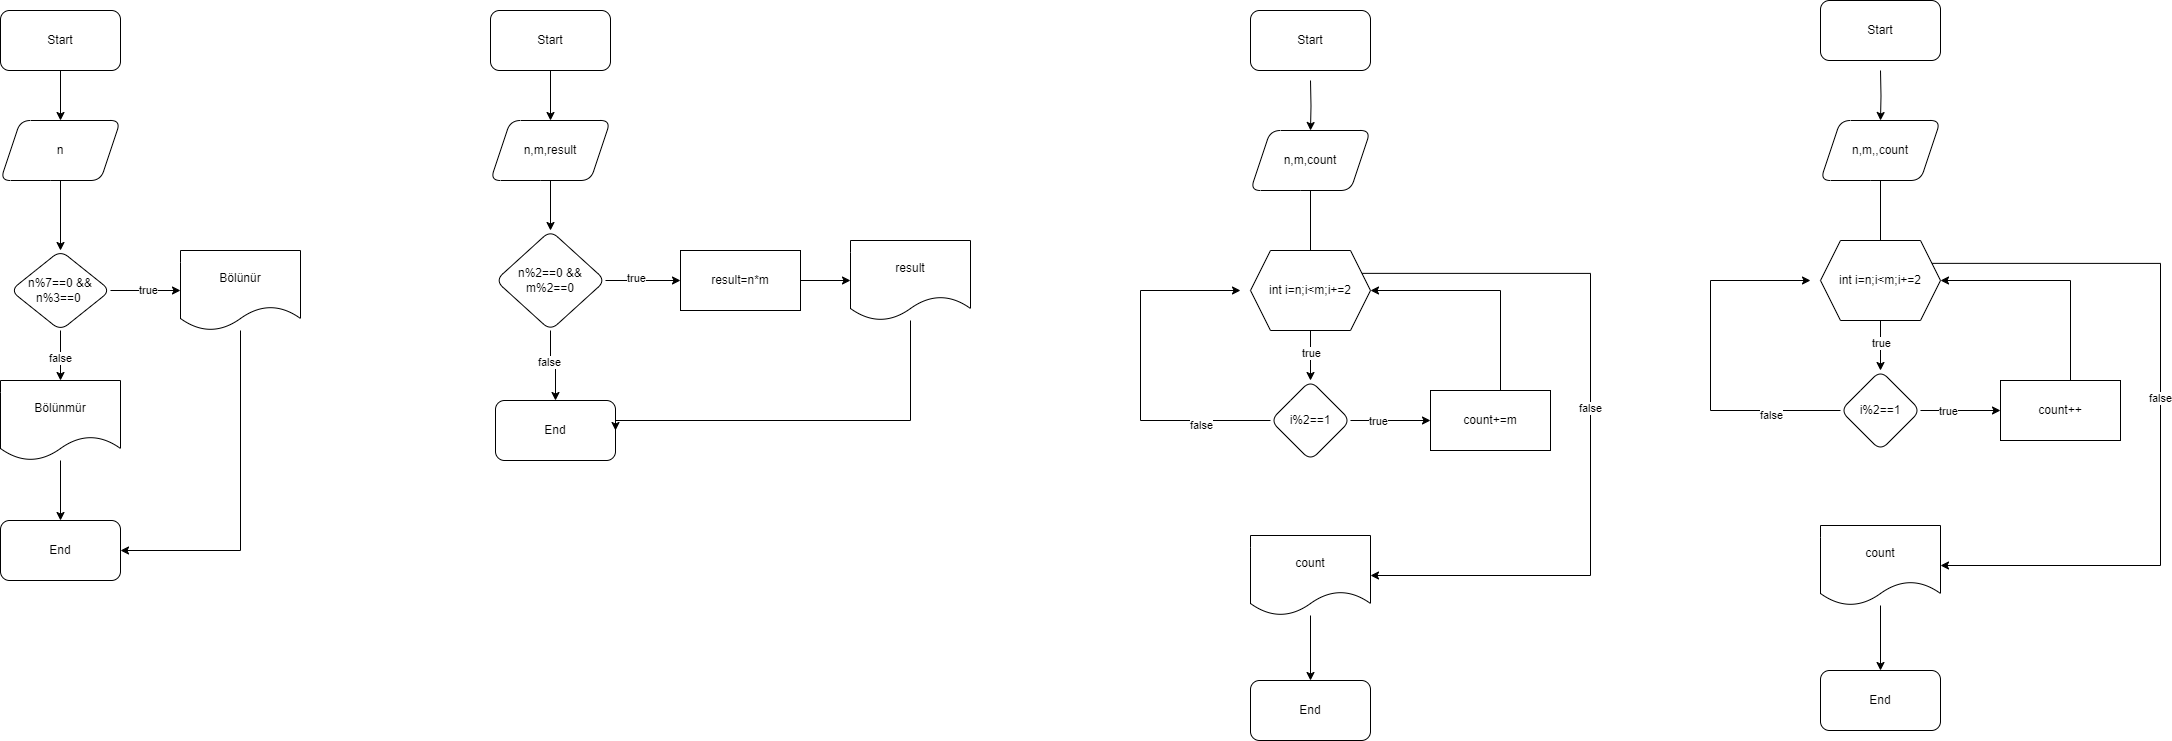 Start
n
n%7==0 &&
n%3==0
true
Bölünür
false
Bölünmür
End
Start
n,m,result
n%2==0 &&
m%2==0
true
result=n*m
result
false
End
Start
n,m,count
int i=n;i<m;i+=2
true
i%2==1
false
true
count+=m
false
count
End
Start
n,m,,count
int i=n;i<m;i+=2
true
i%2==1
false
true
count++
false
count
End